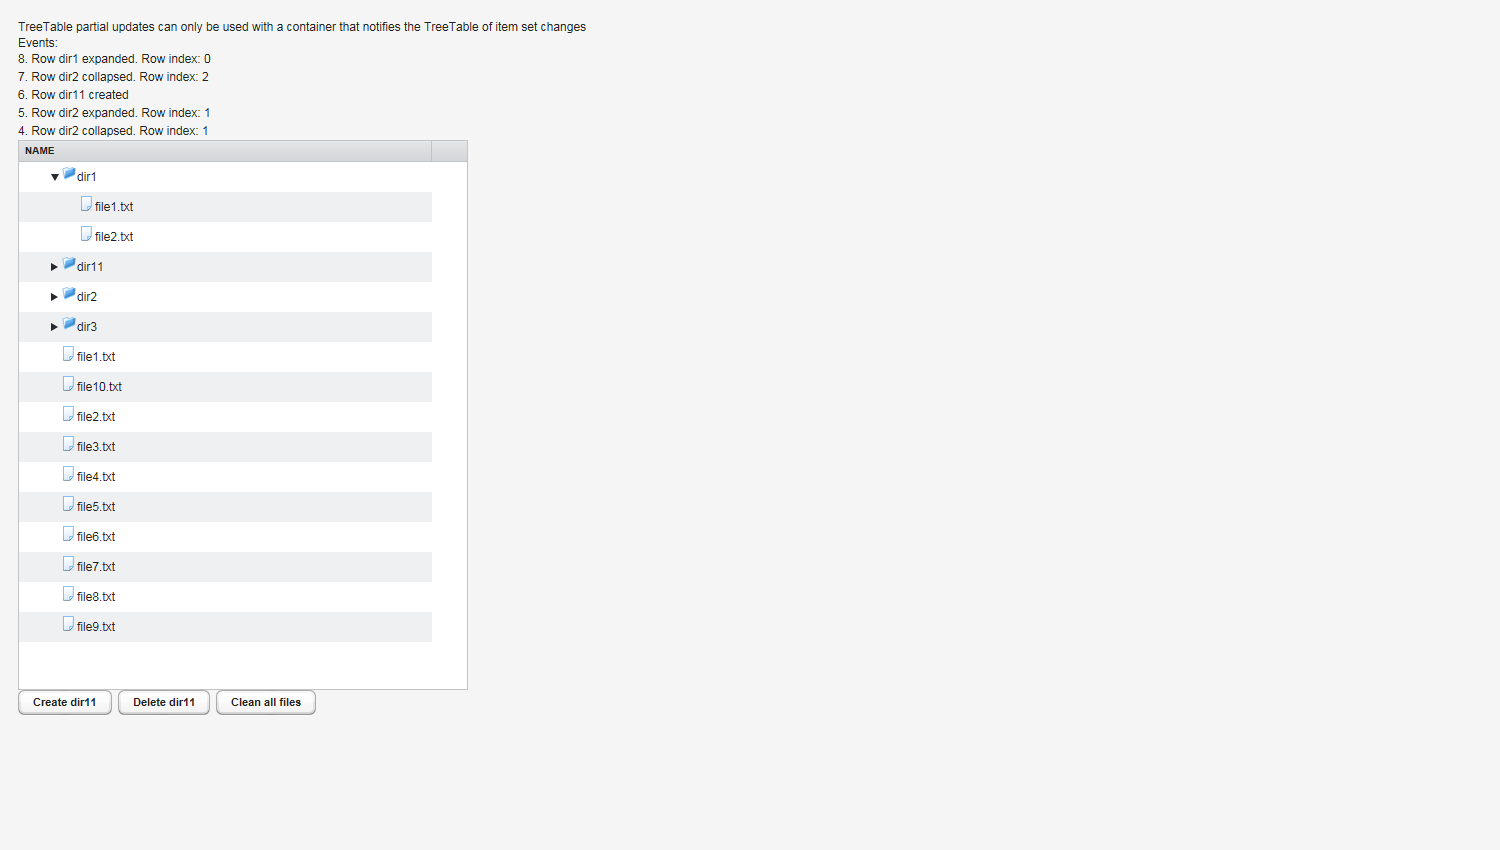 TreeTable partial updates can only be used with a container that notifies the TreeTable of item set changes
Events:
8. Row dir1 expanded. Row index: 0
7. Row dir2 collapsed. Row index: 2
6. Row dir11 created
5. Row dir2 expanded. Row index: 1
4. Row dir2 collapsed. Row index: 1
NAME
dir1
file1.txt
file2.txt
dir11
dir2
dir3
file1.txt
file10.txt
file2.txt
file3.txt
file4.txt
file5.txt
file6.txt
file7.txt
file8.txt
file9.txt
Create dir11 Delete dir11 Clean all files